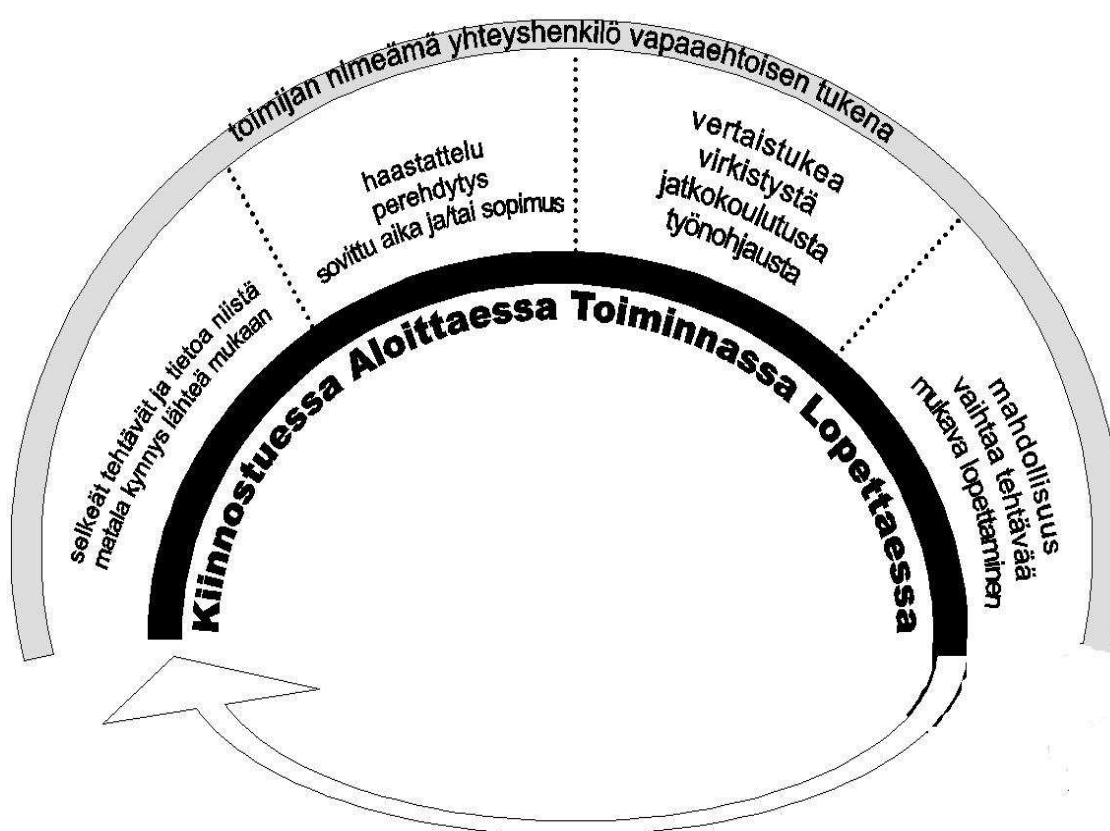 toimijan nimeämä yhteyshenkilö vapaaehtoisen tukena
selkeät tehtävät ja tietoa niistä
matala kynnys lähteä mukaan
haastattelu
perehdytys
sovittu aika ja/tai sopimus
vertaistukea
virkistystä
jatkokoulutusta
työnohjausta
mahdollisuus
vaihtaa tehtävää
mukava lopettaminen
Kiinnostuessa Aloittaessa Toiminnassa Lopettaessa